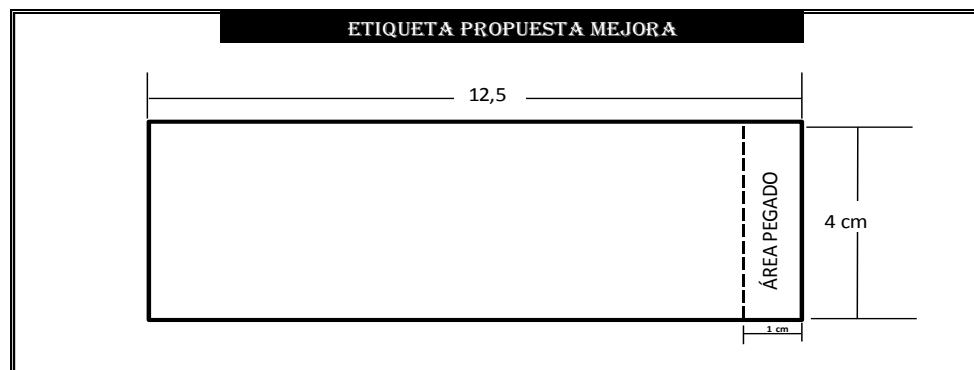 ETIQUETA PROPUESTA MEJORA
12,5
ÁREA PEGADO
4 cm
1 cm